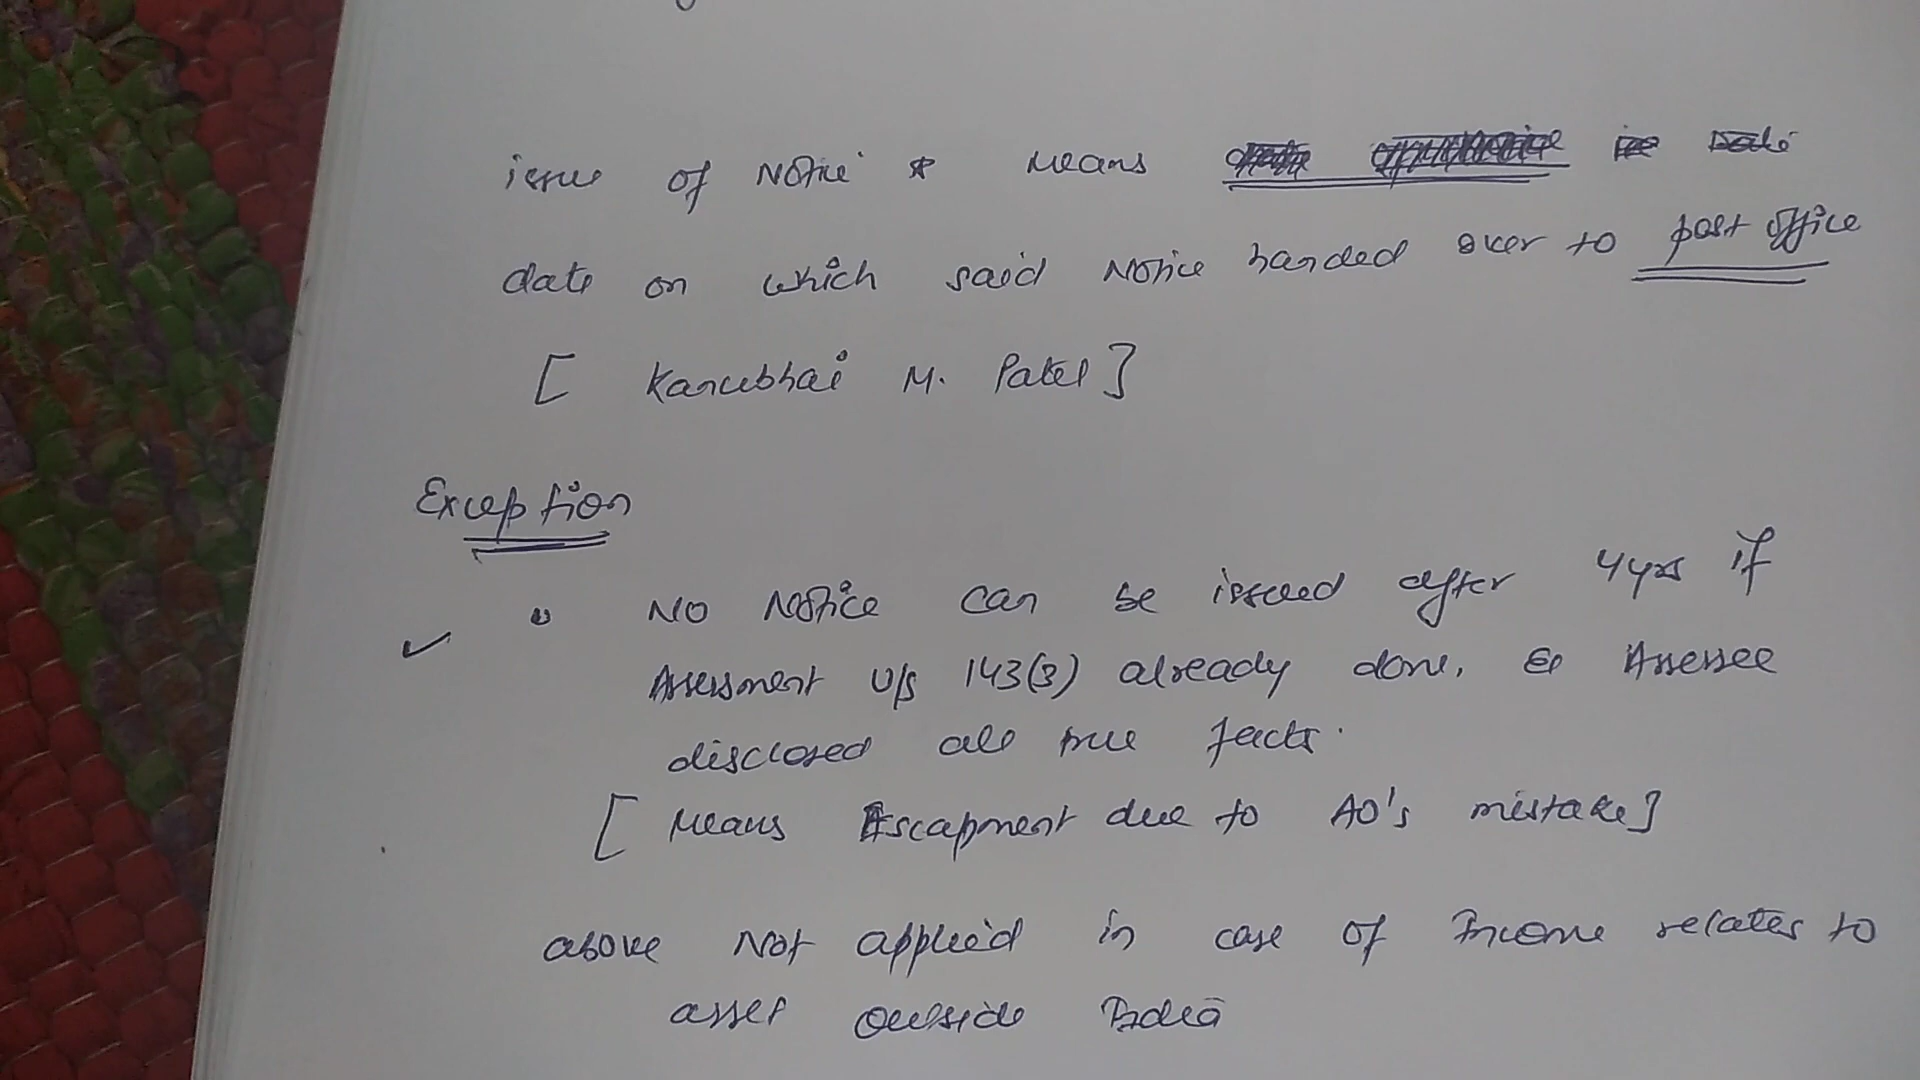 issue of Notice * means
date on which said Notice handed over to post office
[ Kanubhai M. Patel ]
Exception
No Notice can be issued after 4yrs if
Assessment u/s 143(3) already done, & Assessee
disclosed all true facts.
[ Means Escapment due to AO's mistake ]
above Not applied in case of Income relates to
asset outside India